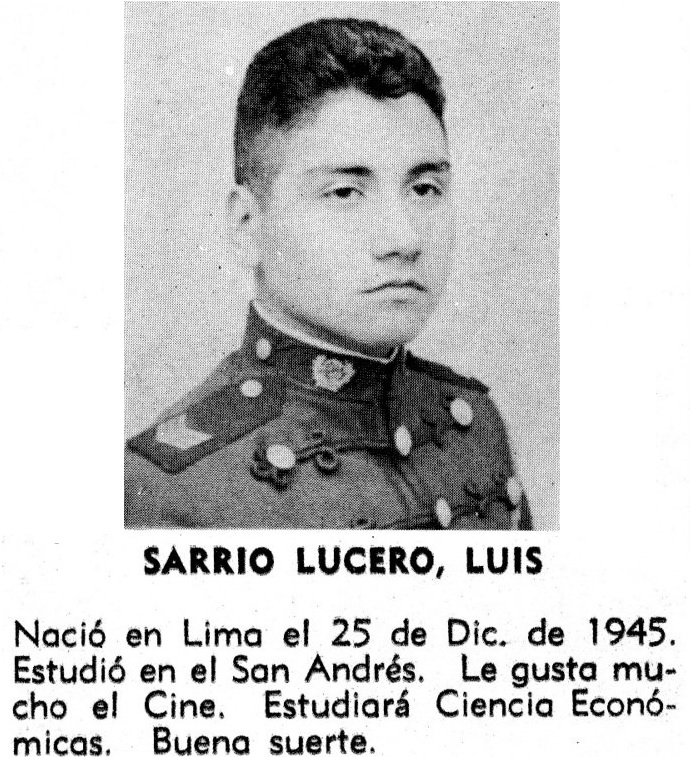 SARRIO LUCERO, LUIS
Nació en Lima el 25 de Dic. de 1945.
Estudió en el San Andrés. Le gusta mu-
cho el Cine. Estudiará Ciencia Econó-
micas. Buena suerte.